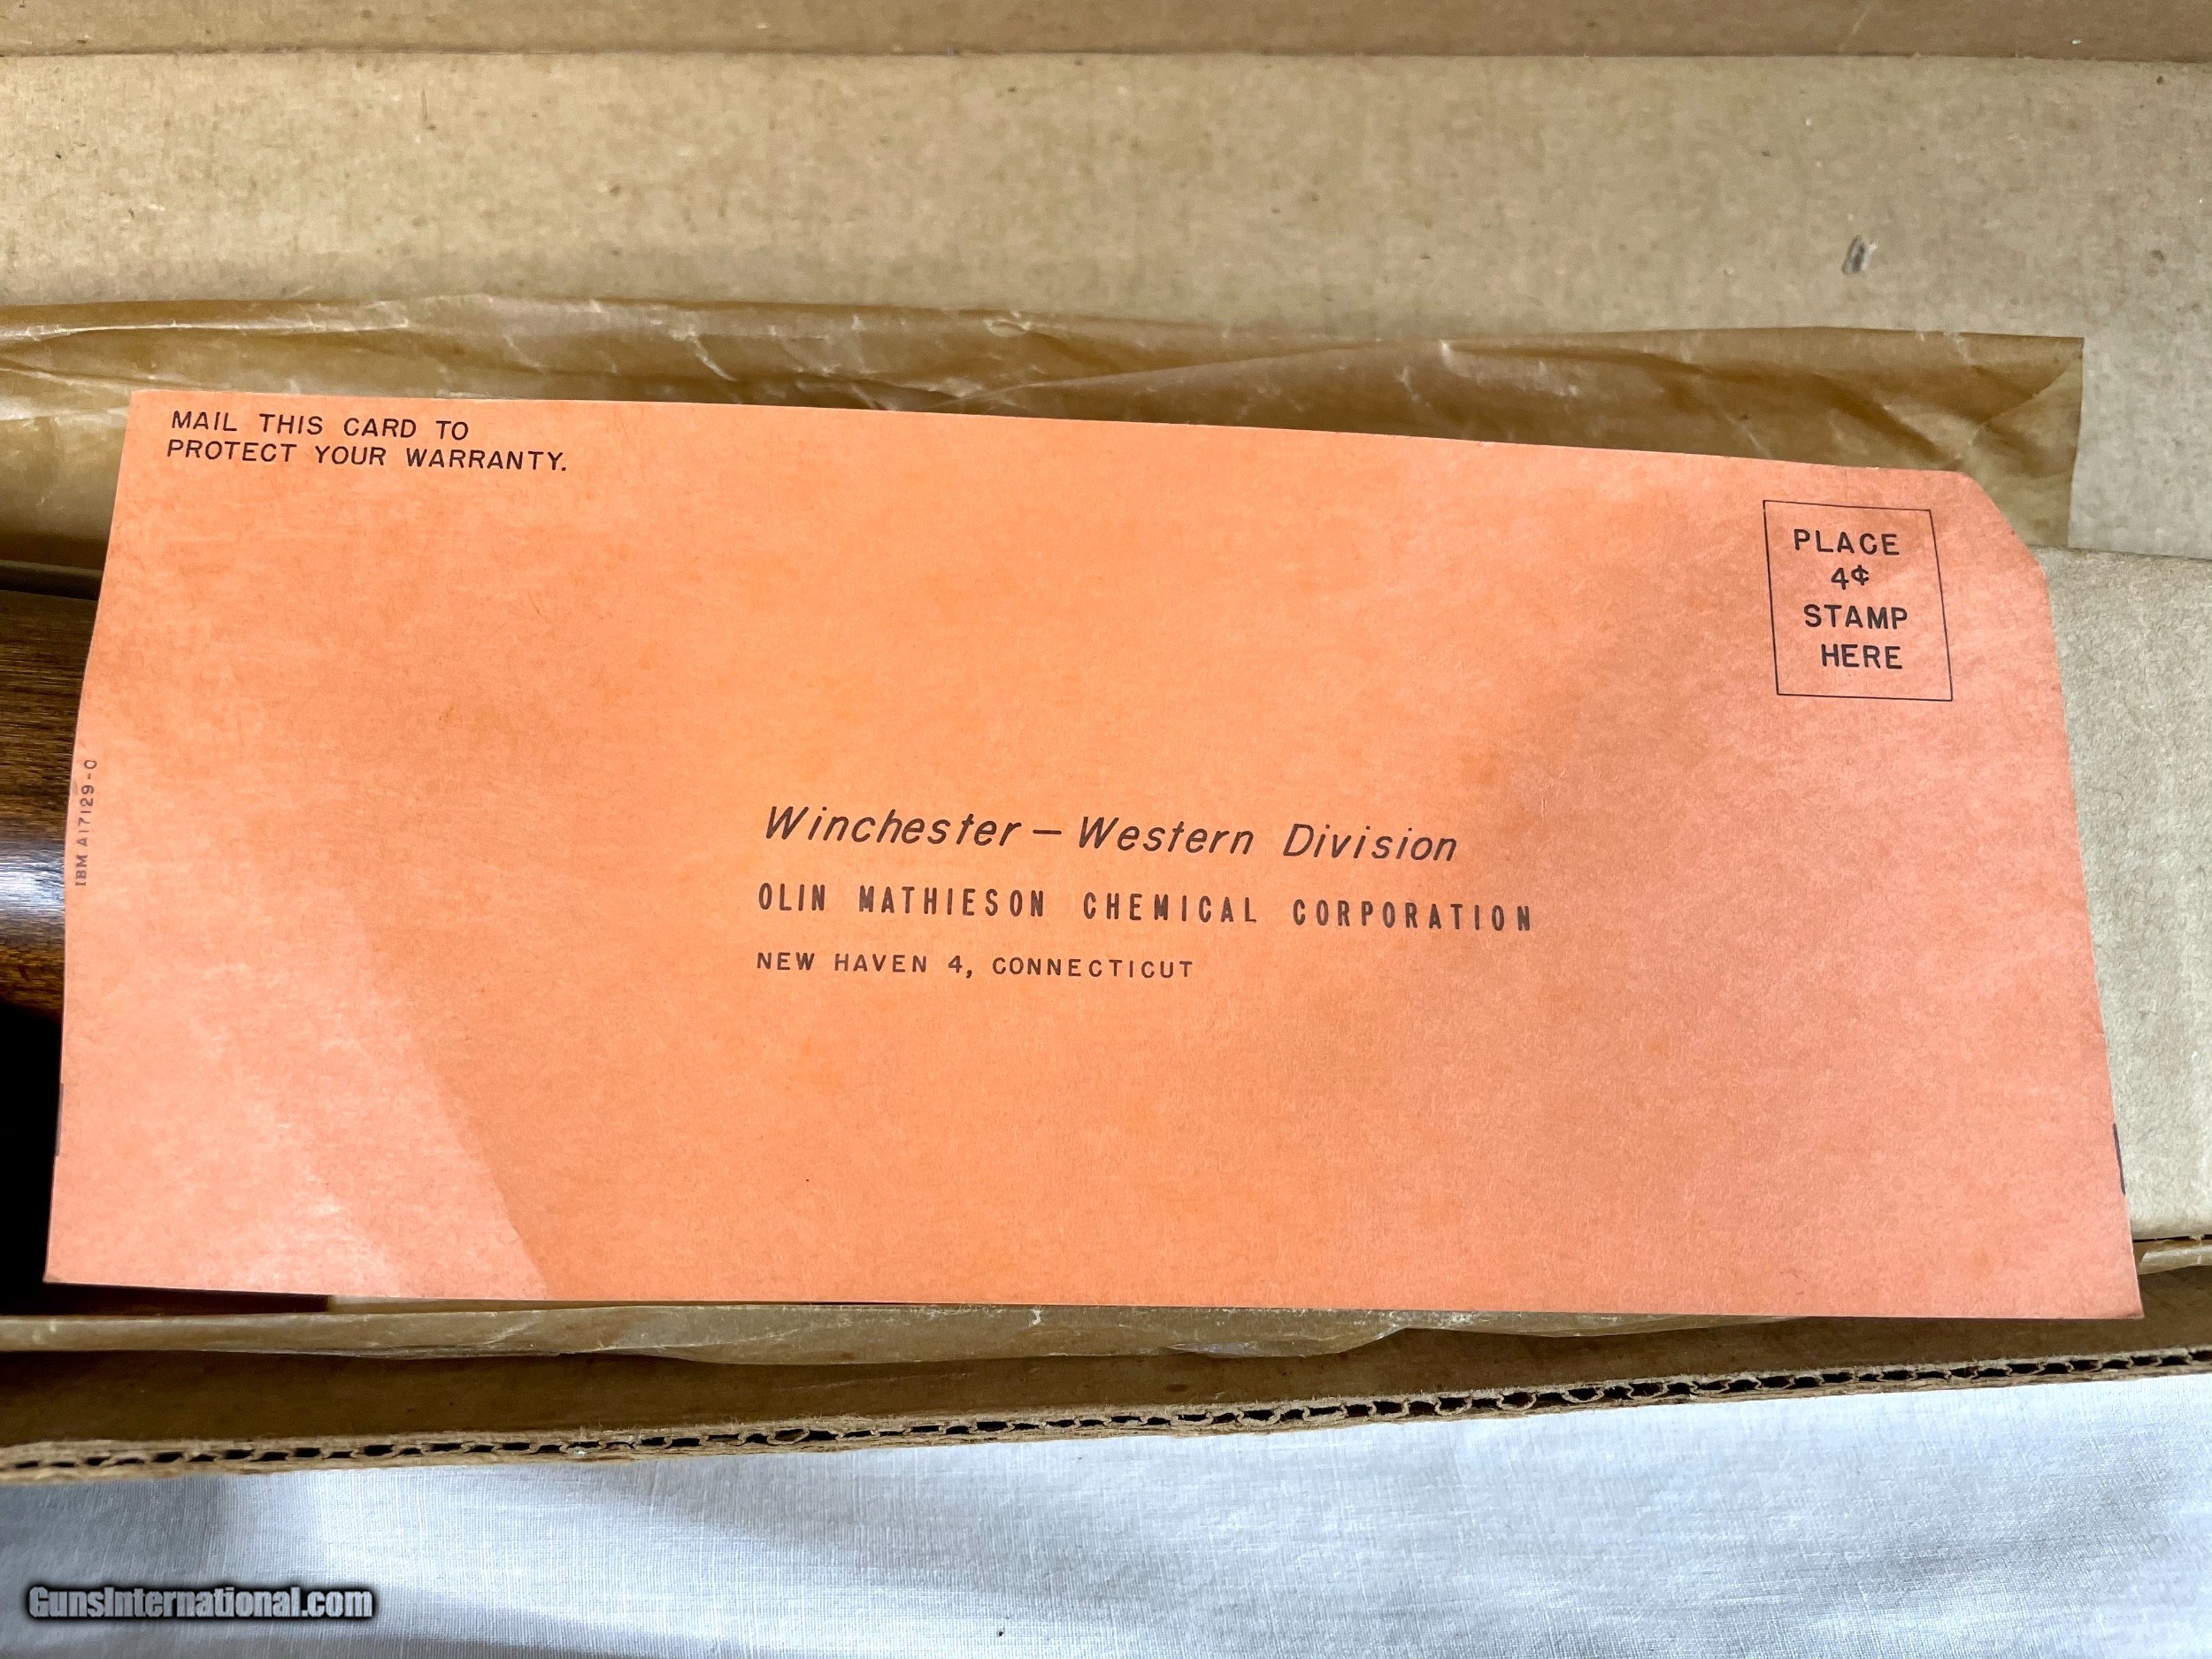 MAIL THIS CARD TO
PROTECT YOUR WARRANTY.
PLACE
4¢
STAMP
HERE
IBM A17129-0
Winchester – Western Division
OLIN MATHIESON CHEMICAL CORPORATION
NEW HAVEN 4, CONNECTICUT
GunsInternational.com